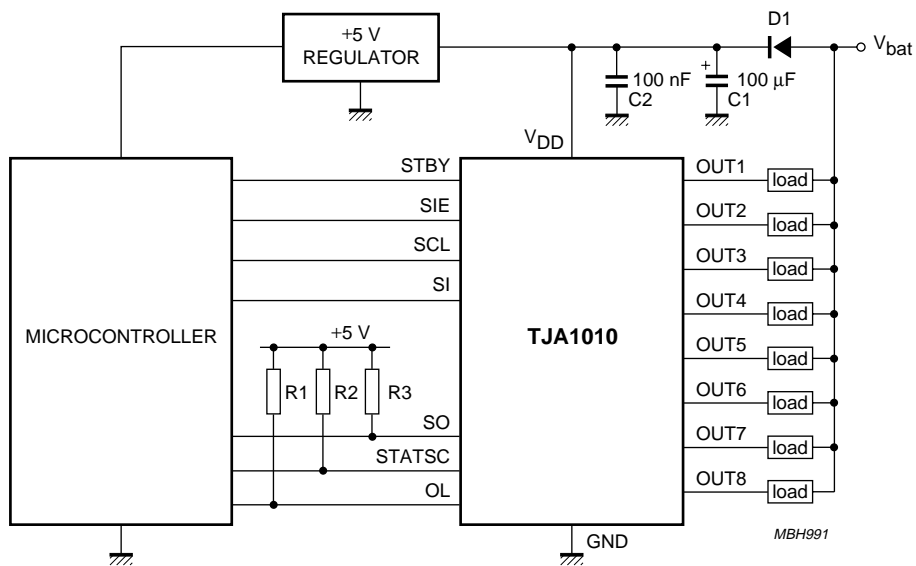 D1
+5 V
REGULATOR
Vbat
+
100 nF
C2
100 μF
C1
VDD
STBY
OUT1
load
SIE
OUT2
load
SCL
OUT3
load
SI
OUT4
load
MICROCONTROLLER
+5 V
TJA1010
OUT5
load
R1
R2
R3
OUT6
load
SO
OUT7
load
STATSC
OL
OUT8
load
GND
MBH991